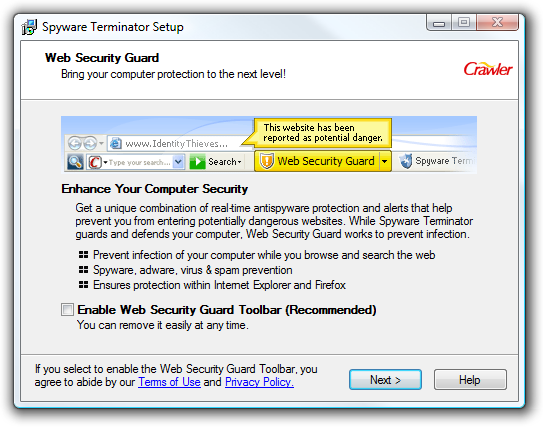 Spyware Terminator Setup
Web Security Guard
Bring your computer protection to the next level!
Crawler
This website has been
reported as potential danger.
www.IdentityThieves...
Type your search...
Search
Web Security Guard
Spyware Term
Enhance Your Computer Security
Get a unique combination of real-time antispyware protection and alerts that help
prevent you from entering potentially dangerous websites. While Spyware Terminator
guards and defends your computer, Web Security Guard works to prevent infection.
Prevent infection of your computer while you browse and search the web
Spyware, adware, virus & spam prevention
Ensures protection within Internet Explorer and Firefox
Enable Web Security Guard Toolbar (Recommended)
You can remove it easily at any time.
If you select to enable the Web Security Guard Toolbar, you
agree to abide by our Terms of Use and Privacy Policy.
Next >
Help